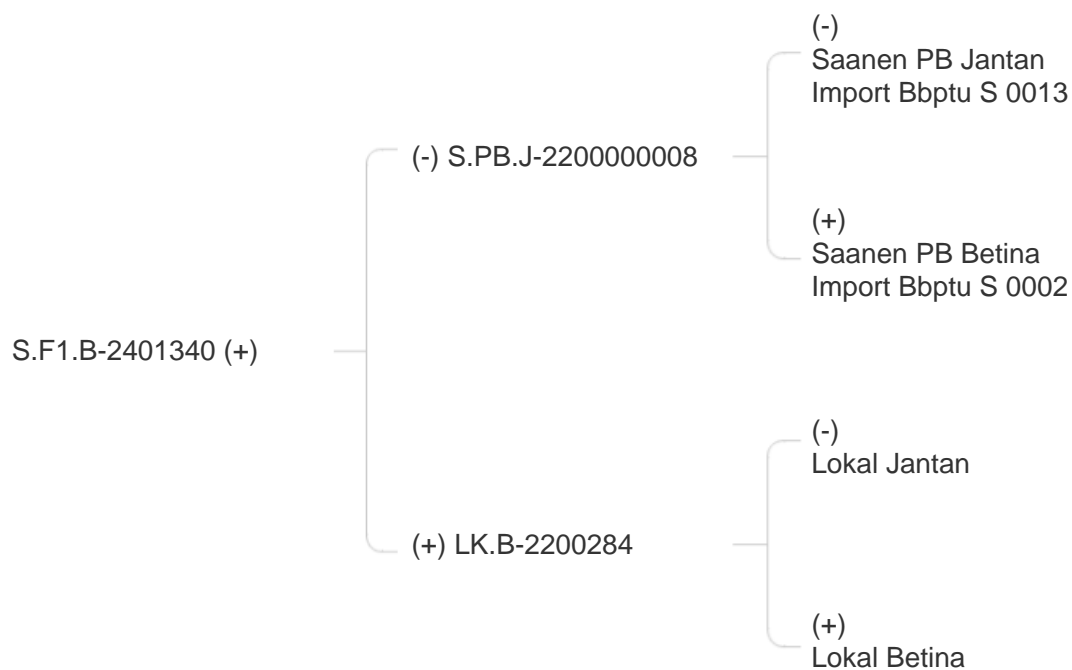 (-)
Saanen PB Jantan
Import Bbptu S 0013
(-) S.PB.J-2200000008
(+)
Saanen PB Betina
Import Bbptu S 0002
S.F1.B-2401340 (+)
(-)
Lokal Jantan
(+) LK.B-2200284
(+)
Lokal Betina